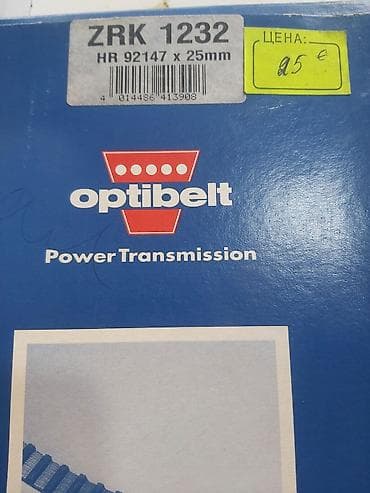 ZRK 1232
HR 92147 x 25mm
4 014486 413908
ЦЕНА:
25 €
optibelt
Power Transmission